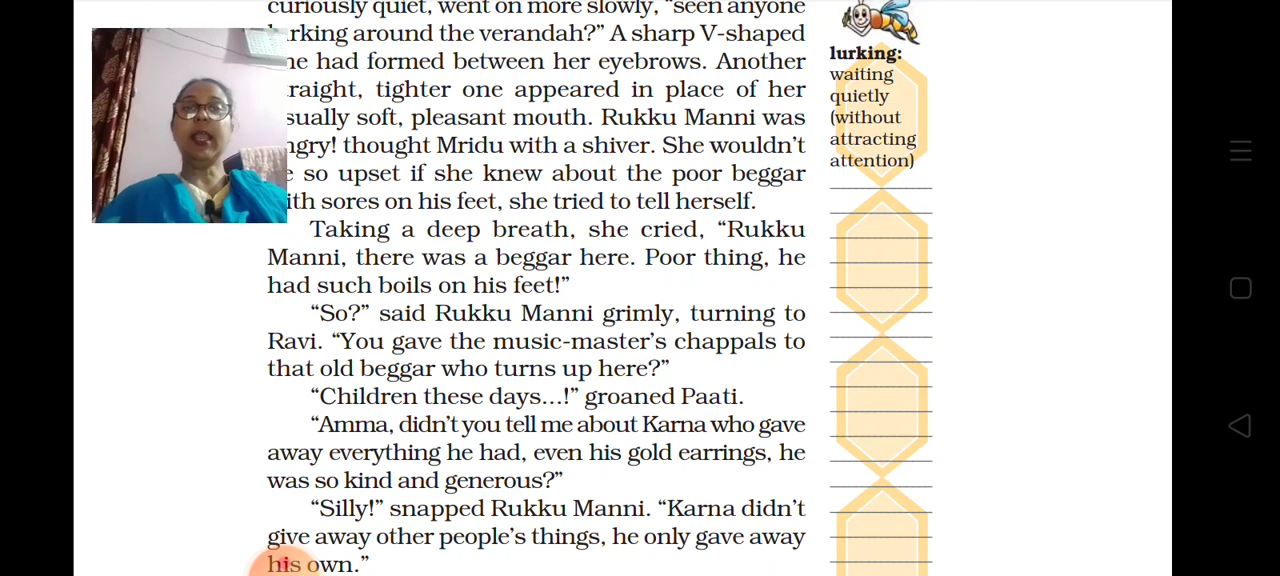 curiously quiet, went on more slowly, “seen anyone
around the verandah?” A sharp V-shaped
had formed between her eyebrows. Another
tighter one appeared in place of her
soft, pleasant mouth. Rukku Manni was
thought Mridu with a shiver. She wouldn’t
so upset if she knew about the poor beggar
sores on his feet, she tried to tell herself.
Taking a deep breath, she cried, “Rukku
Manni, there was a beggar here. Poor thing, he
had such boils on his feet!”
“So?” said Rukku Manni grimly, turning to
Ravi. “You gave the music-master’s chappals to
that old beggar who turns up here?”
“Children these days...!” groaned Paati.
“Amma, didn’t you tell me about Karna who gave
away everything he had, even his gold earrings, he
was so kind and generous?”
“Silly!” snapped Rukku Manni. “Karna didn’t
give away other people’s things, he only gave away
his own.”
lurking:
waiting
quietly
(without
attracting
attention)